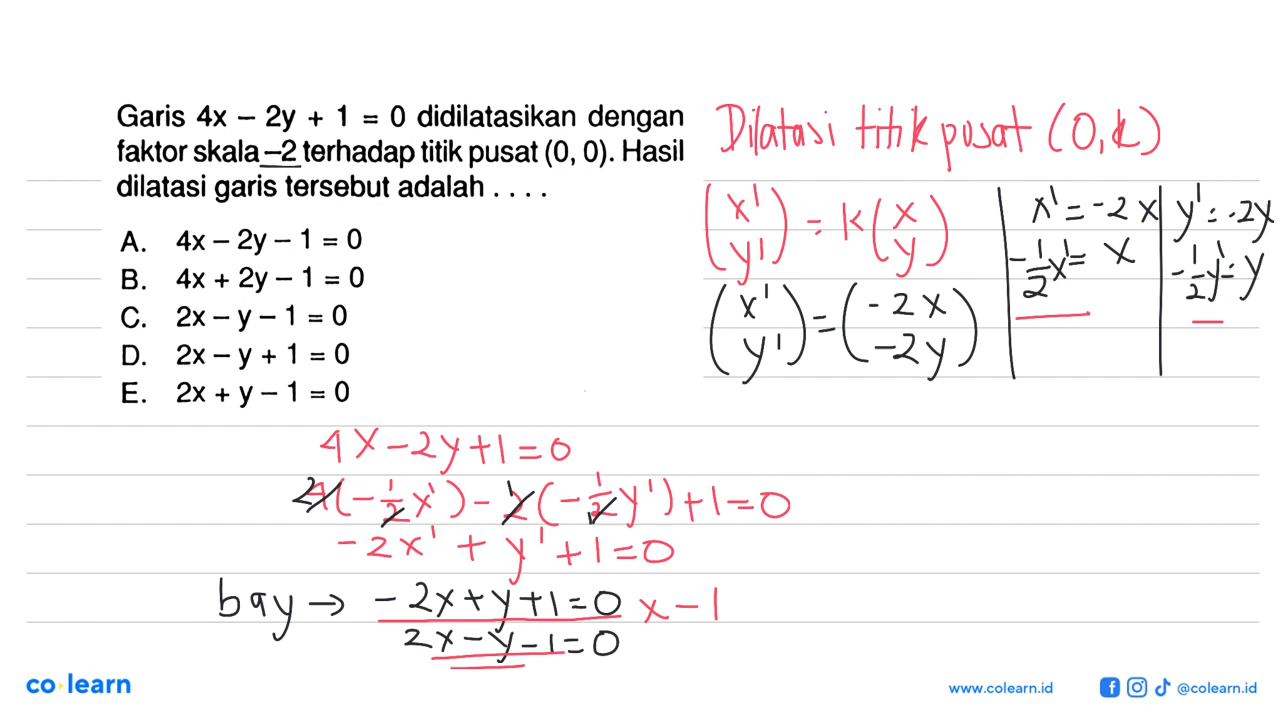 Garis 4x – 2y + 1 = 0 didilatasikan dengan
faktor skala –2 terhadap titik pusat (0, 0). Hasil
dilatasi garis tersebut adalah . . . .
A. 4x – 2y – 1 = 0
B. 4x + 2y – 1 = 0
C. 2x – y – 1 = 0
D. 2x – y + 1 = 0
E. 2x + y – 1 = 0
Dilatasi titik pusat (0, k)
(x' y') = k (x y)
(x' y') = (-2x -2y)
x' = -2x
-1/2 x' = x
y' = -2y
-1/2 y' = y
4x - 2y + 1 = 0
2 4(-1/2 x') - 2(-1/2 y') + 1 = 0
-2x' + y' + 1 = 0
bay → -2x + y + 1 = 0 x - 1
2x - y - 1 = 0
co learn
www.colearn.id
@colearn.id